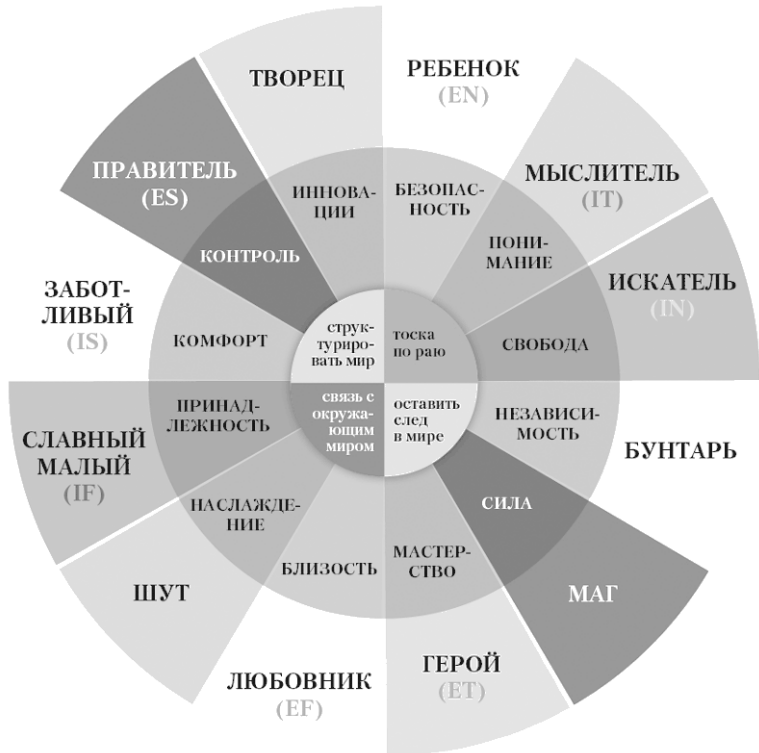 ТВОРЕЦ
РЕБЕНОК
(EN)
ПРАВИТЕЛЬ
(ES)
МЫСЛИТЕЛЬ
(IT)
ИННОВА-
ЦИИ
БЕЗОПАС-
НОСТЬ
КОНТРОЛЬ
ПОНИ-
МАНИЕ
ИСКАТЕЛЬ
(IN)
ЗАБОТ-
ЛИВЫЙ
(IS)
КОМФОРТ
струк-
туриро-
вать мир
тоска
по раю
СВОБОДА
СЛАВНЫЙ
МАЛЫЙ
(IF)
ПРИНАД-
ЛЕЖНОСТЬ
связь с
окружа-
ющим
миром
оставить
след
в мире
НЕЗАВИСИ-
МОСТЬ
БУНТАРЬ
НАСЛАЖДЕ-
НИЕ
СИЛА
БЛИЗОСТЬ
МАСТЕР-
СТВО
ШУТ
МАГ
ЛЮБОВНИК
(EF)
ГЕРОЙ
(ET)